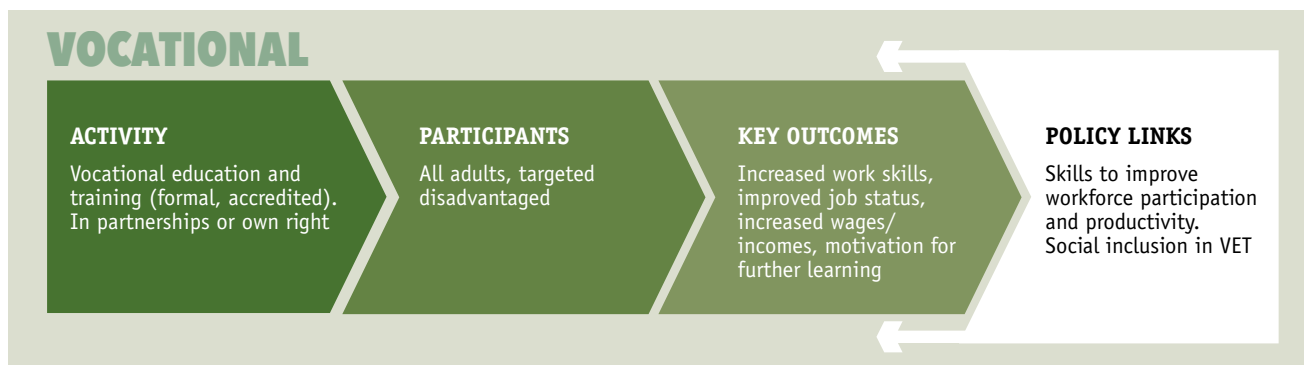 VOCATIONAL
ACTIVITY
Vocational education and
training (formal, accredited).
In partnerships or own right
PARTICIPANTS
All adults, targeted
disadvantaged
KEY OUTCOMES
Increased work skills,
improved job status,
increased wages/
incomes, motivation for
further learning
POLICY LINKS
Skills to improve
workforce participation
and productivity.
Social inclusion in VET